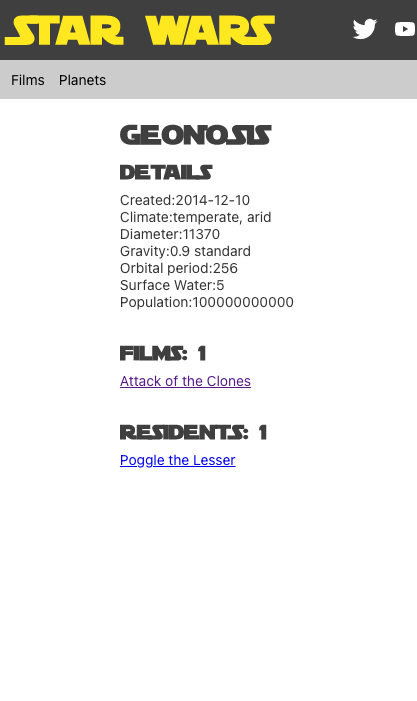 STAR WARS
Films Planets
GEONOSIS
DETAILS
Created:2014-12-10
Climate:temperate, arid
Diameter:11370
Gravity:0.9 standard
Orbital period:256
Surface Water:5
Population:100000000000
FILMS: 1
Attack of the Clones
RESIDENTS: 1
Poggle the Lesser